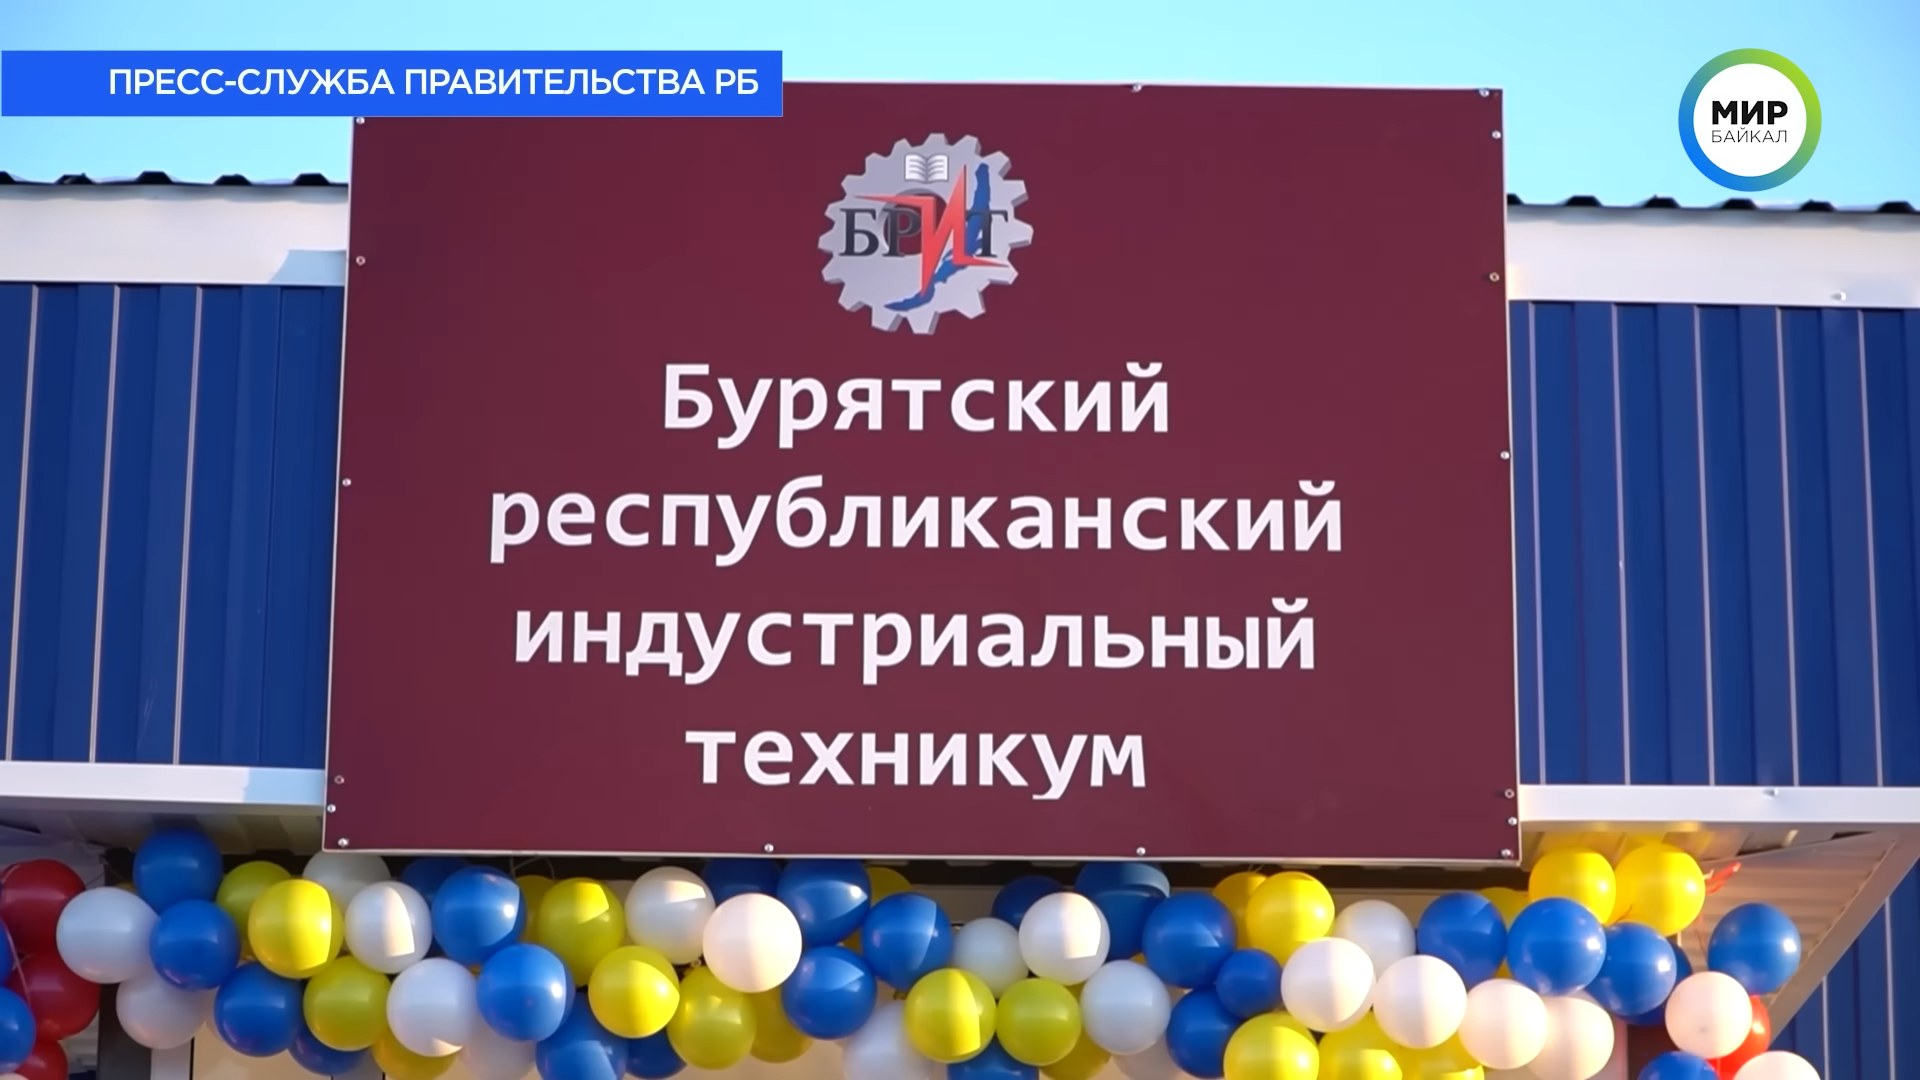 ПРЕСС-СЛУЖБА ПРАВИТЕЛЬСТВА РБ
МИР
БАЙКАЛ
БРИТ
Бурятский
республиканский
индустриальный
техникум